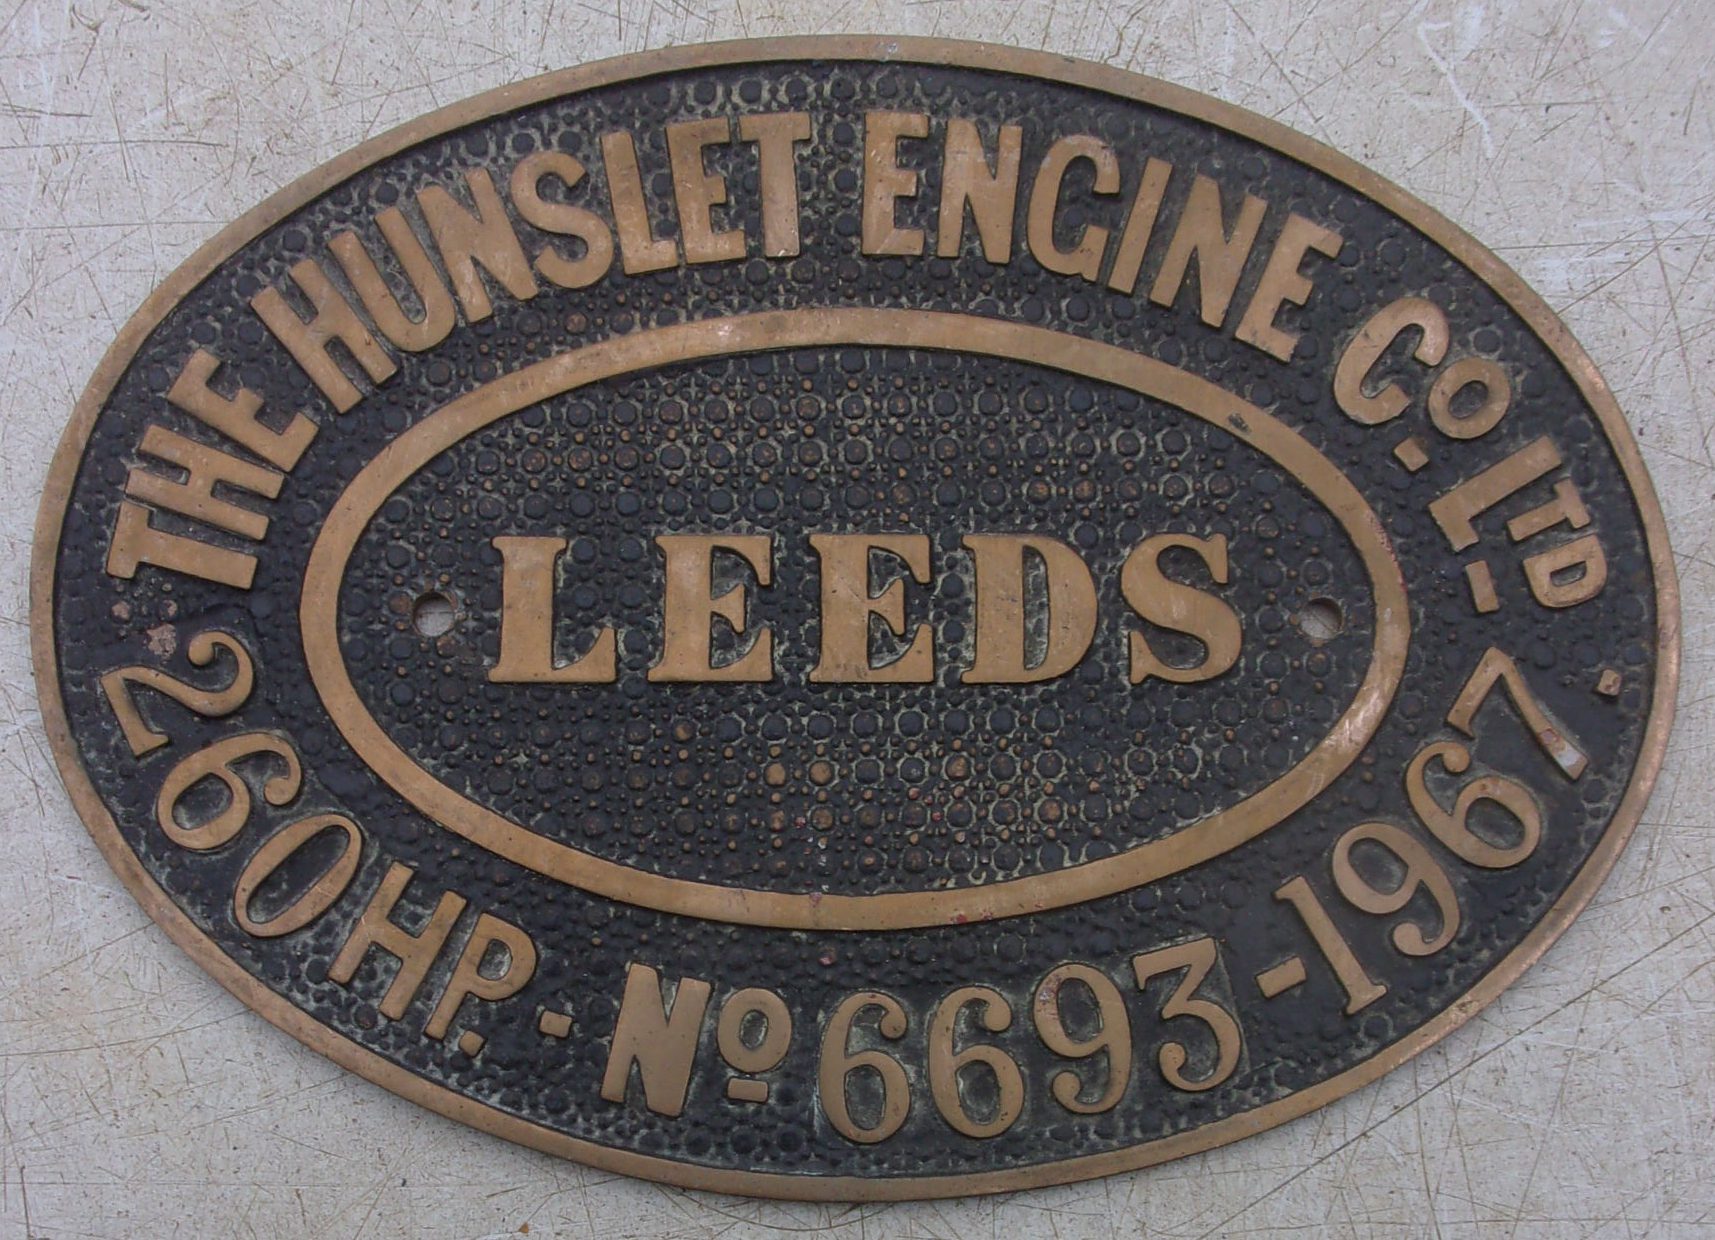 THE HUNSLET ENGINE Co. LTD.
LEEDS
260HP. No 6693-1967